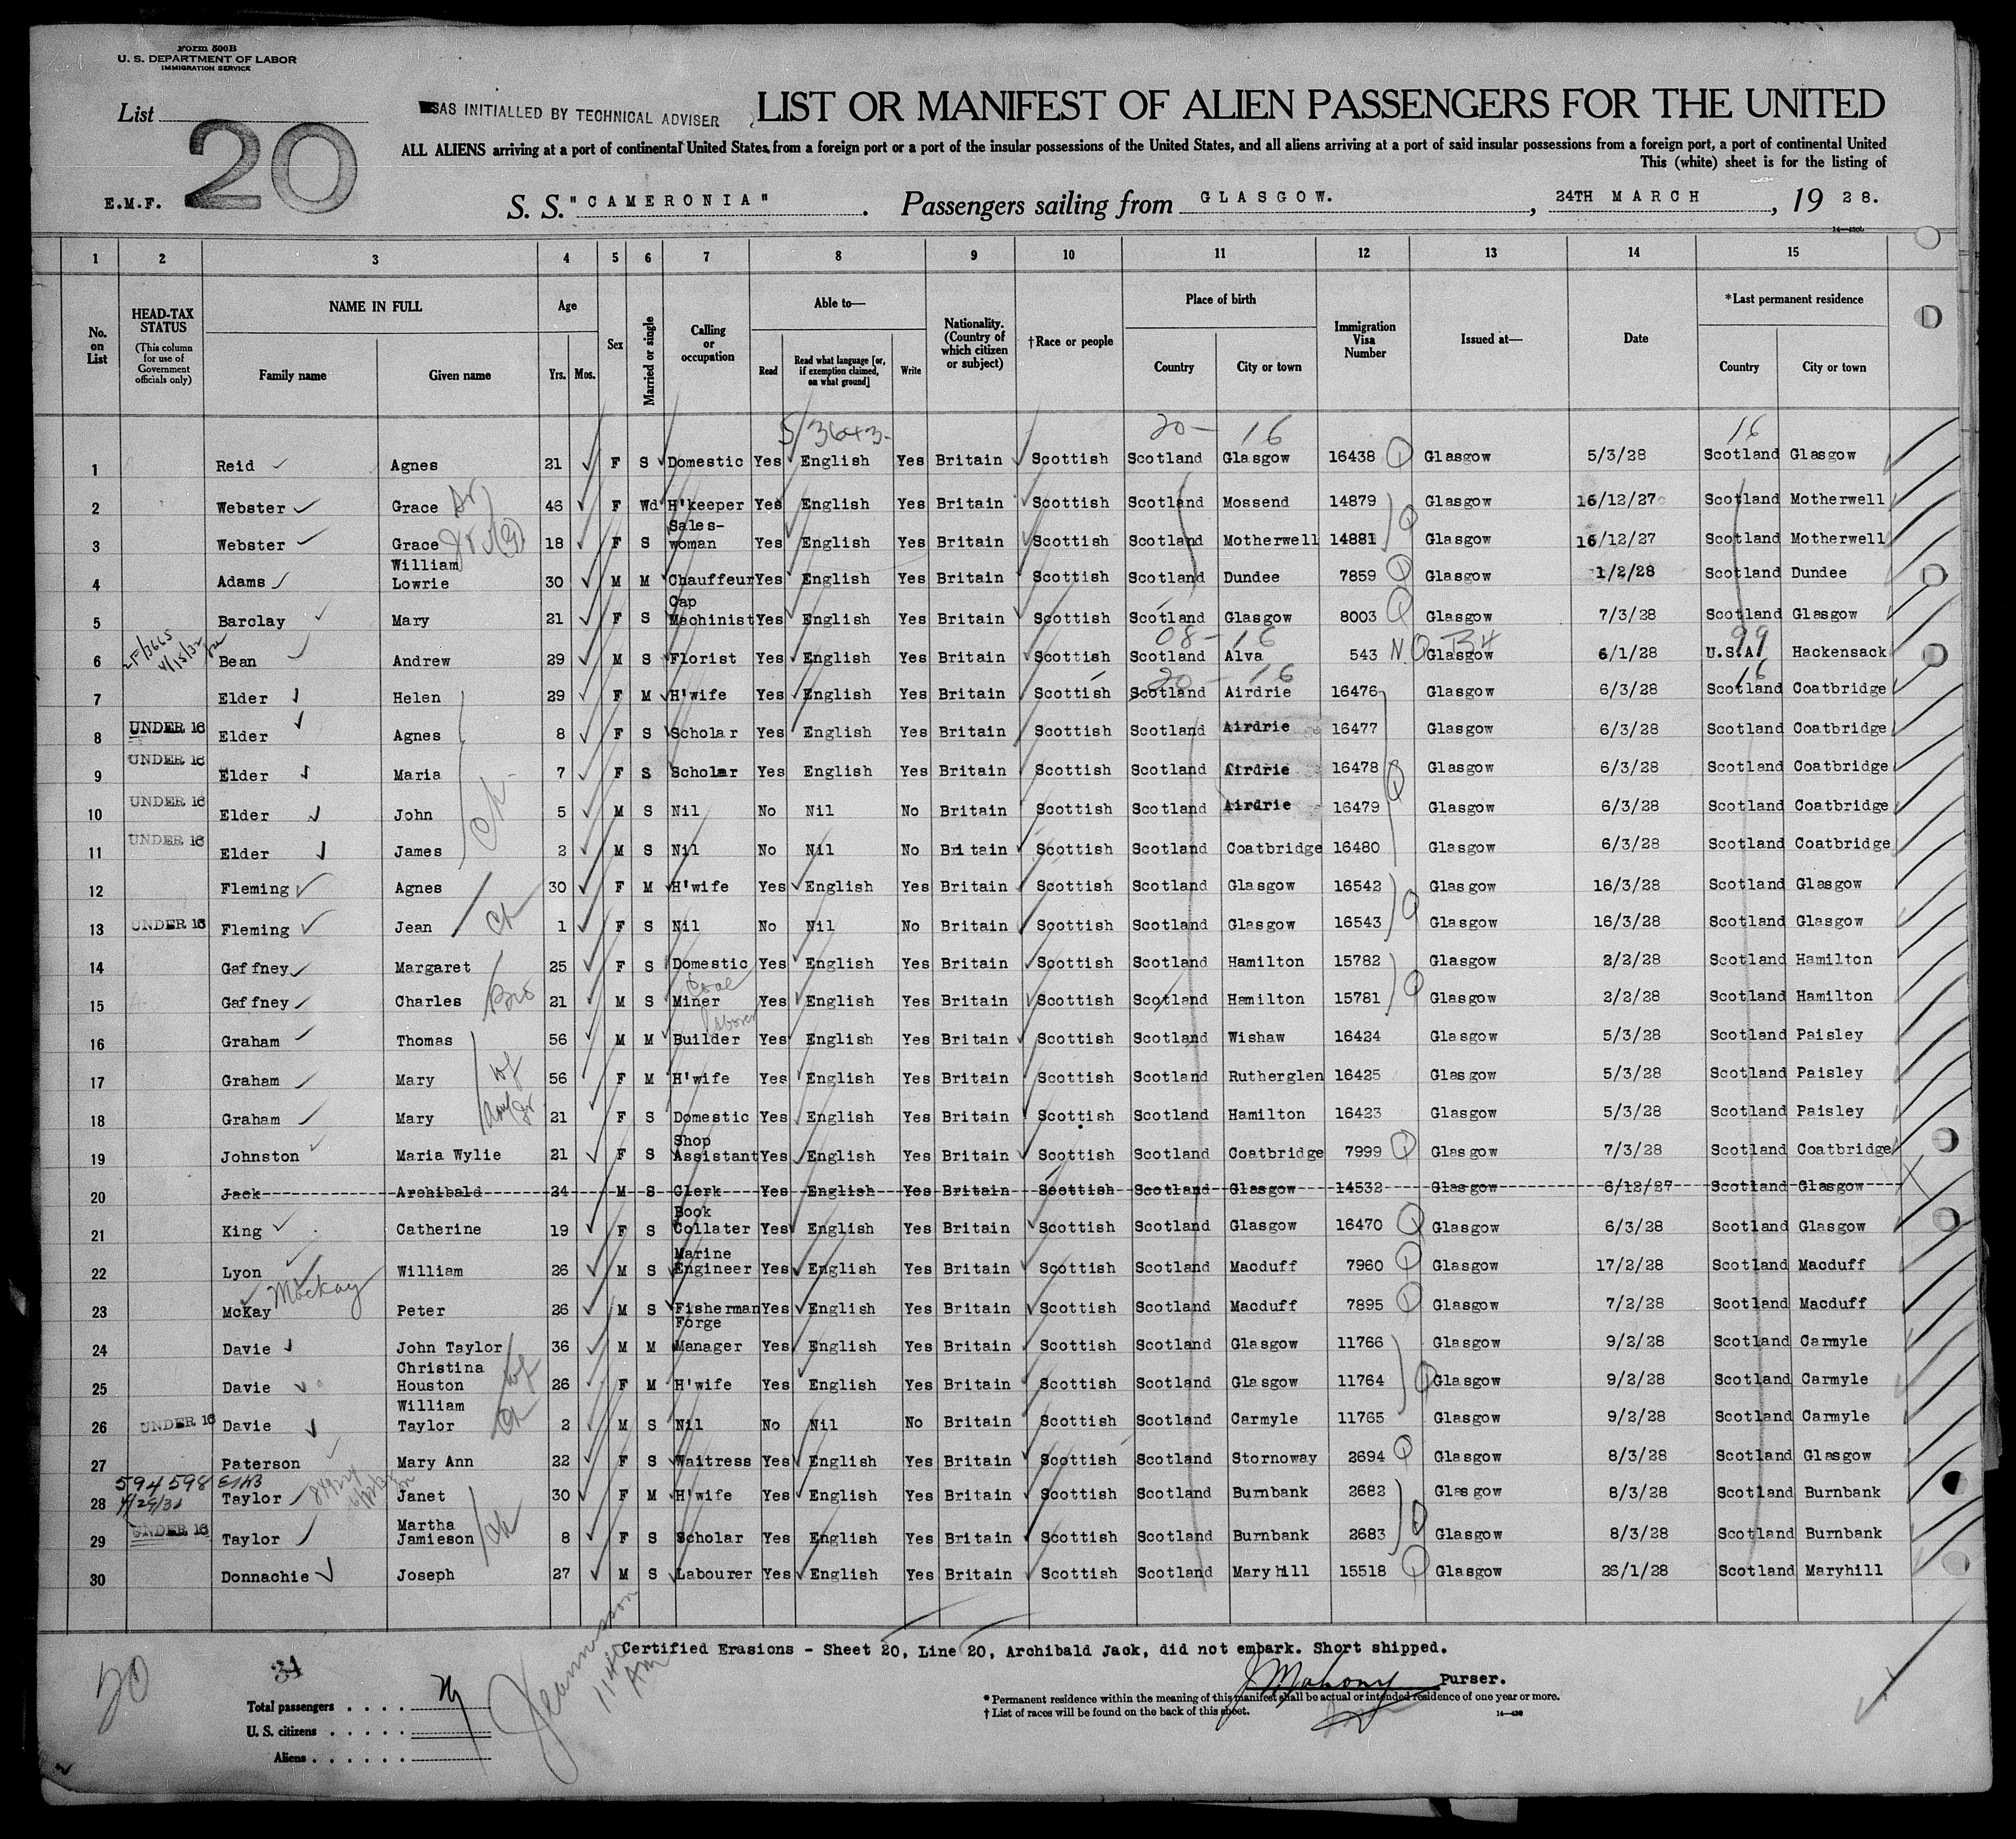 Form 500B
U. S. DEPARTMENT OF LABOR
IMMIGRATION SERVICE
List
20
E.M.F.
SAS INITIALLED BY TECHNICAL ADVISER
LIST OR MANIFEST OF ALIEN PASSENGERS FOR THE UNITED
ALL ALIENS arriving at a port of continental United States from a foreign port or a port of the insular possessions of the United States, and all aliens arriving at a port of said insular possessions from a foreign port, a port of continental United
This (white) sheet is for the listing of
S. S. "CAMERONIA" . Passengers sailing from GLASGOW. , 24TH MARCH , 1928.
1 2 3 4 5 6 7 8 9 10 11 12 13 14 15
No. on List
HEAD-TAX STATUS
(This column for use of Government officials only)
NAME IN FULL
Family name Given name
Age
Yrs. Mos.
Sex
Married or single
Calling or occupation
Able to—
Read Read what language [or, if exemption claimed, on what ground] Write
Nationality. (Country of which citizen or subject)
†Race or people
Place of birth
Country City or town
Immigration Visa Number
Issued at—
Date
*Last permanent residence
Country City or town
5/3643- 20- 16 16
1 Reid Agnes 21 F S Domestic Yes English Yes Britain Scottish Scotland Glasgow 16438 Glasgow 5/3/28 Scotland Glasgow
2 Webster Grace Sr 46 F Wd H'keeper Yes English Yes Britain Scottish Scotland Mossend 14879 Glasgow 16/12/27 Scotland Motherwell
3 Webster Grace Jr 18 F S Sales-woman Yes English Yes Britain Scottish Scotland Motherwell 14881 Glasgow 16/12/27 Scotland Motherwell
4 Adams William Lowrie 30 M M Chauffeur Yes English Yes Britain Scottish Scotland Dundee 7859 Glasgow 1/2/28 Scotland Dundee
5 Barclay Mary 21 F S Cap Machinist Yes English Yes Britain Scottish Scotland Glasgow 8003 Glasgow 7/3/28 Scotland Glasgow
08- 16 99
6 Bean Andrew 29 M S Florist Yes English Yes Britain Scottish Scotland Alva 543 Glasgow 6/1/28 U.S.A. Hackensack
20- 16 16
7 Elder Helen 29 F M H'wife Yes English Yes Britain Scottish Scotland Airdrie 16476 Glasgow 6/3/28 Scotland Coatbridge
8 UNDER 16 Elder Agnes 8 F S Scholar Yes English Yes Britain Scottish Scotland Airdrie 16477 Glasgow 6/3/28 Scotland Coatbridge
9 UNDER 16 Elder Maria 7 F S Scholar Yes English Yes Britain Scottish Scotland Airdrie 16478 Glasgow 6/3/28 Scotland Coatbridge
10 UNDER 16 Elder John 5 M S Nil No Nil No Britain Scottish Scotland Airdrie 16479 Glasgow 6/3/28 Scotland Coatbridge
11 UNDER 16 Elder James 2 M S Nil No Nil No Britain Scottish Scotland Coatbridge 16480 Glasgow 6/3/28 Scotland Coatbridge
12 Fleming Agnes 30 F M H'wife Yes English Yes Britain Scottish Scotland Glasgow 16542 Glasgow 16/3/28 Scotland Glasgow
13 UNDER 16 Fleming Jean 1 F S Nil No Nil No Britain Scottish Scotland Glasgow 16543 Glasgow 16/3/28 Scotland Glasgow
14 Gaffney Margaret 25 F S Domestic Yes English Yes Britain Scottish Scotland Hamilton 15782 Glasgow 2/2/28 Scotland Hamilton
15 Gaffney Charles Bro 21 M S Coal Miner Yes English Yes Britain Scottish Scotland Hamilton 15781 Glasgow 2/2/28 Scotland Hamilton
16 Graham Thomas 56 M M Builder laborer Yes English Yes Britain Scottish Scotland Wishaw 16424 Glasgow 5/3/28 Scotland Paisley
17 Graham Mary wf 56 F M H'wife Yes English Yes Britain Scottish Scotland Rutherglen 16425 Glasgow 5/3/28 Scotland Paisley
18 Graham Mary 21 F S Domestic Yes English Yes Britain Scottish Scotland Hamilton 16423 Glasgow 5/3/28 Scotland Paisley
19 Johnston Maria Wylie 21 F S Shop Assistant Yes English Yes Britain Scottish Scotland Coatbridge 7999 Glasgow 7/3/28 Scotland Coatbridge
20 Jack Archibald 24 M S Clerk Yes English Yes Britain Scottish Scotland Glasgow 14532 Glasgow 6/12/27 Scotland Glasgow
21 King Catherine 19 F S Book Collater Yes English Yes Britain Scottish Scotland Glasgow 16470 Glasgow 6/3/28 Scotland Glasgow
22 Lyon William 26 M S Marine Engineer Yes English Yes Britain Scottish Scotland Macduff 7960 Glasgow 17/2/28 Scotland Macduff
23 McKay Mackay Peter 26 M S Fisherman Yes English Yes Britain Scottish Scotland Macduff 7895 Glasgow 7/2/28 Scotland Macduff
24 Davie John Taylor 36 M M Forge Manager Yes English Yes Britain Scottish Scotland Glasgow 11766 Glasgow 9/2/28 Scotland Carmyle
25 Davie Christina Houston wf 26 F M H'wife Yes English Yes Britain Scottish Scotland Glasgow 11764 Glasgow 9/2/28 Scotland Carmyle
26 UNDER 16 Davie William Taylor ch 2 M S Nil No Nil No Britain Scottish Scotland Carmyle 11765 Glasgow 9/2/28 Scotland Carmyle
27 Paterson Mary Ann 22 F S Waitress Yes English Yes Britain Scottish Scotland Stornoway 2694 Glasgow 8/3/28 Scotland Glasgow
594598
28 Taylor Janet 30 F M H'wife Yes English Yes Britain Scottish Scotland Burnbank 2682 Glasgow 8/3/28 Scotland Burnbank
29 UNDER 16 Taylor Martha Jamieson ch 8 F S Scholar Yes English Yes Britain Scottish Scotland Burnbank 2683 Glasgow 8/3/28 Scotland Burnbank
30 Donnachie Joseph 27 M S Labourer Yes English Yes Britain Scottish Scotland Maryhill 15518 Glasgow 26/1/28 Scotland Maryhill
Certified Erasions - Sheet 20, Line 20, Archibald Jack, did not embark. Short shipped.
J Mahony Purser.
20
Total passengers . . . .
U. S. citizens . . . . .
Aliens . . . . . .
* Permanent residence within the meaning of this manifest shall be actual or intended residence of one year or more.
† List of races will be found on the back of this sheet.